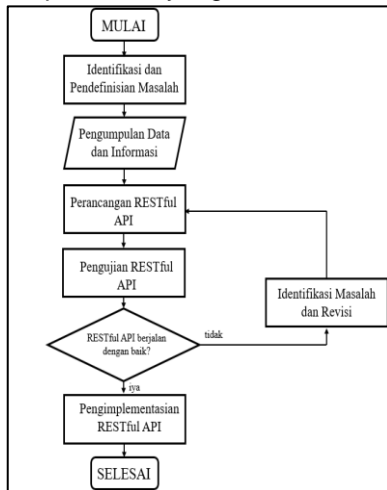 MULAI
Identifikasi dan
Pendefinisian Masalah
Pengumpulan Data
dan Informasi
Perancangan RESTful
API
Pengujian RESTful
API
RESTful API berjalan
dengan baik?
tidak
Identifikasi Masalah
dan Revisi
iya
Pengimplementasian
RESTful API
SELESAI